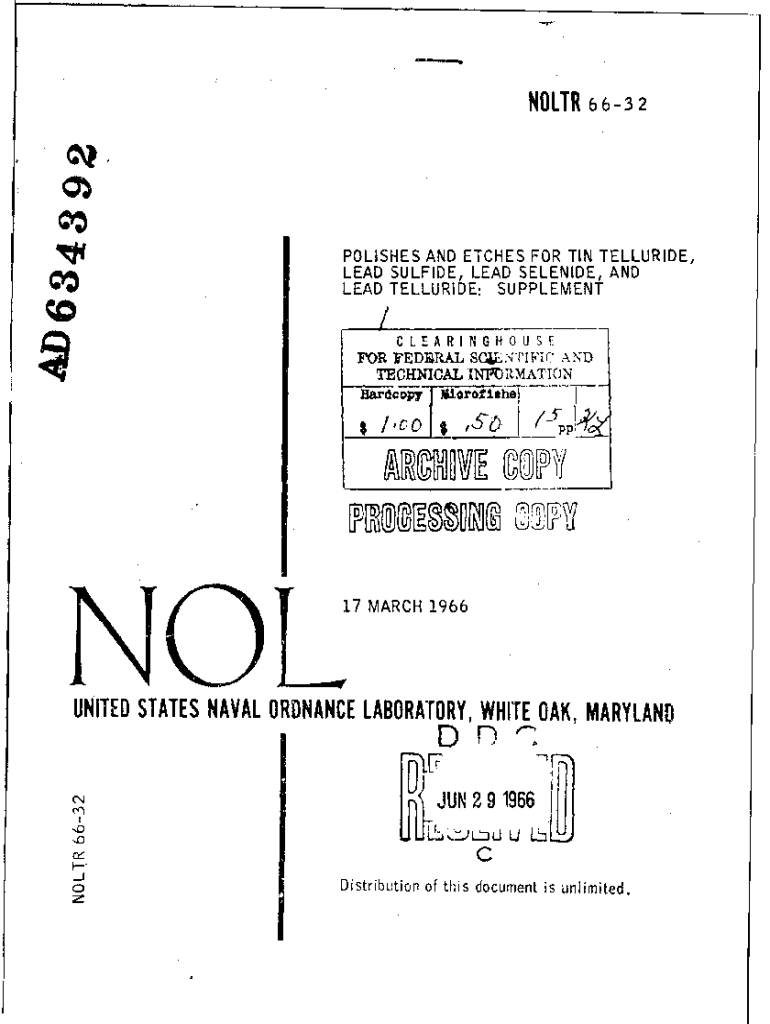 NOLTR 66-32
AD634392
POLISHES AND ETCHES FOR TIN TELLURIDE,
LEAD SULFIDE, LEAD SELENIDE, AND
LEAD TELLURIDE: SUPPLEMENT
CLEARINGHOUSE
FOR FEDERAL SCIENTIFIC AND
TECHNICAL INFORMATION
Hardcopy Microfiche
$ 1.00 $ .50 15 pp
ARCHIVE COPY
PROCESSING COPY
17 MARCH 1966
NOL
UNITED STATES NAVAL ORDNANCE LABORATORY, WHITE OAK, MARYLAND
D D C
JUN 29 1966
C
NOLTR 66-32
Distribution of this document is unlimited.